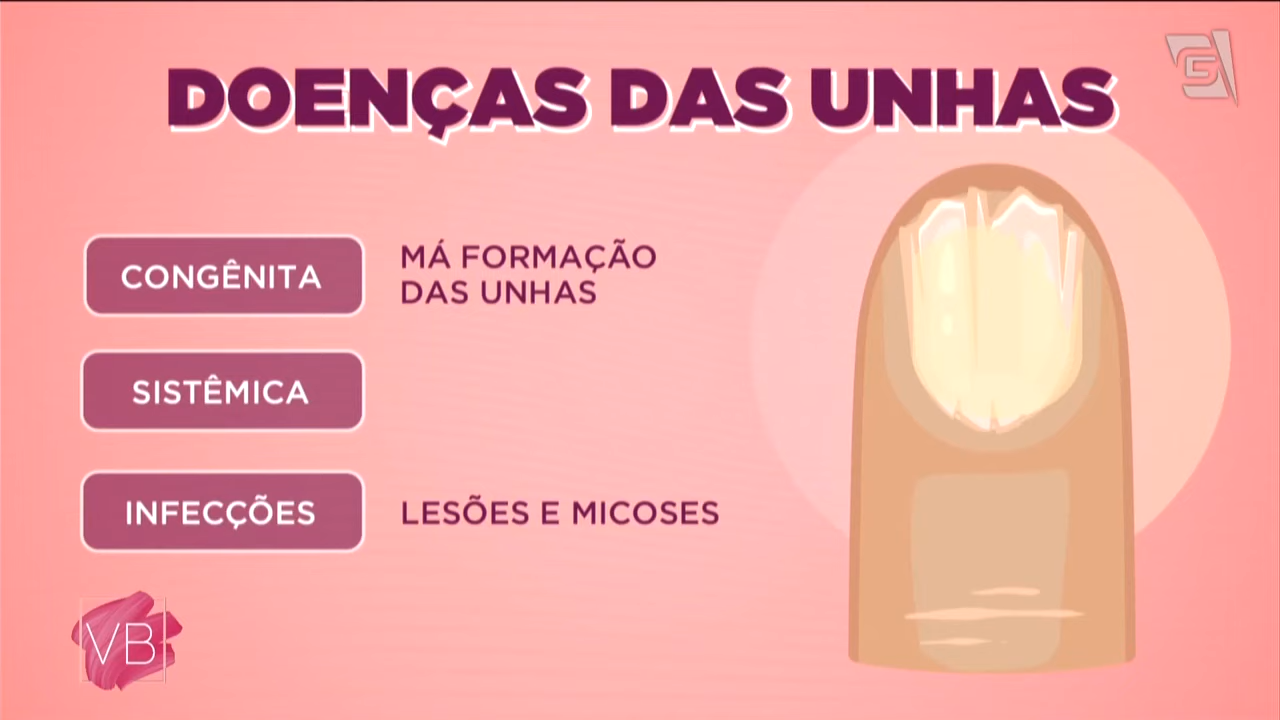 DOENÇAS DAS UNHAS
CONGÊNITA
MÁ FORMAÇÃO
DAS UNHAS
SISTÊMICA
INFECÇÕES
LESÕES E MICOSES
VB